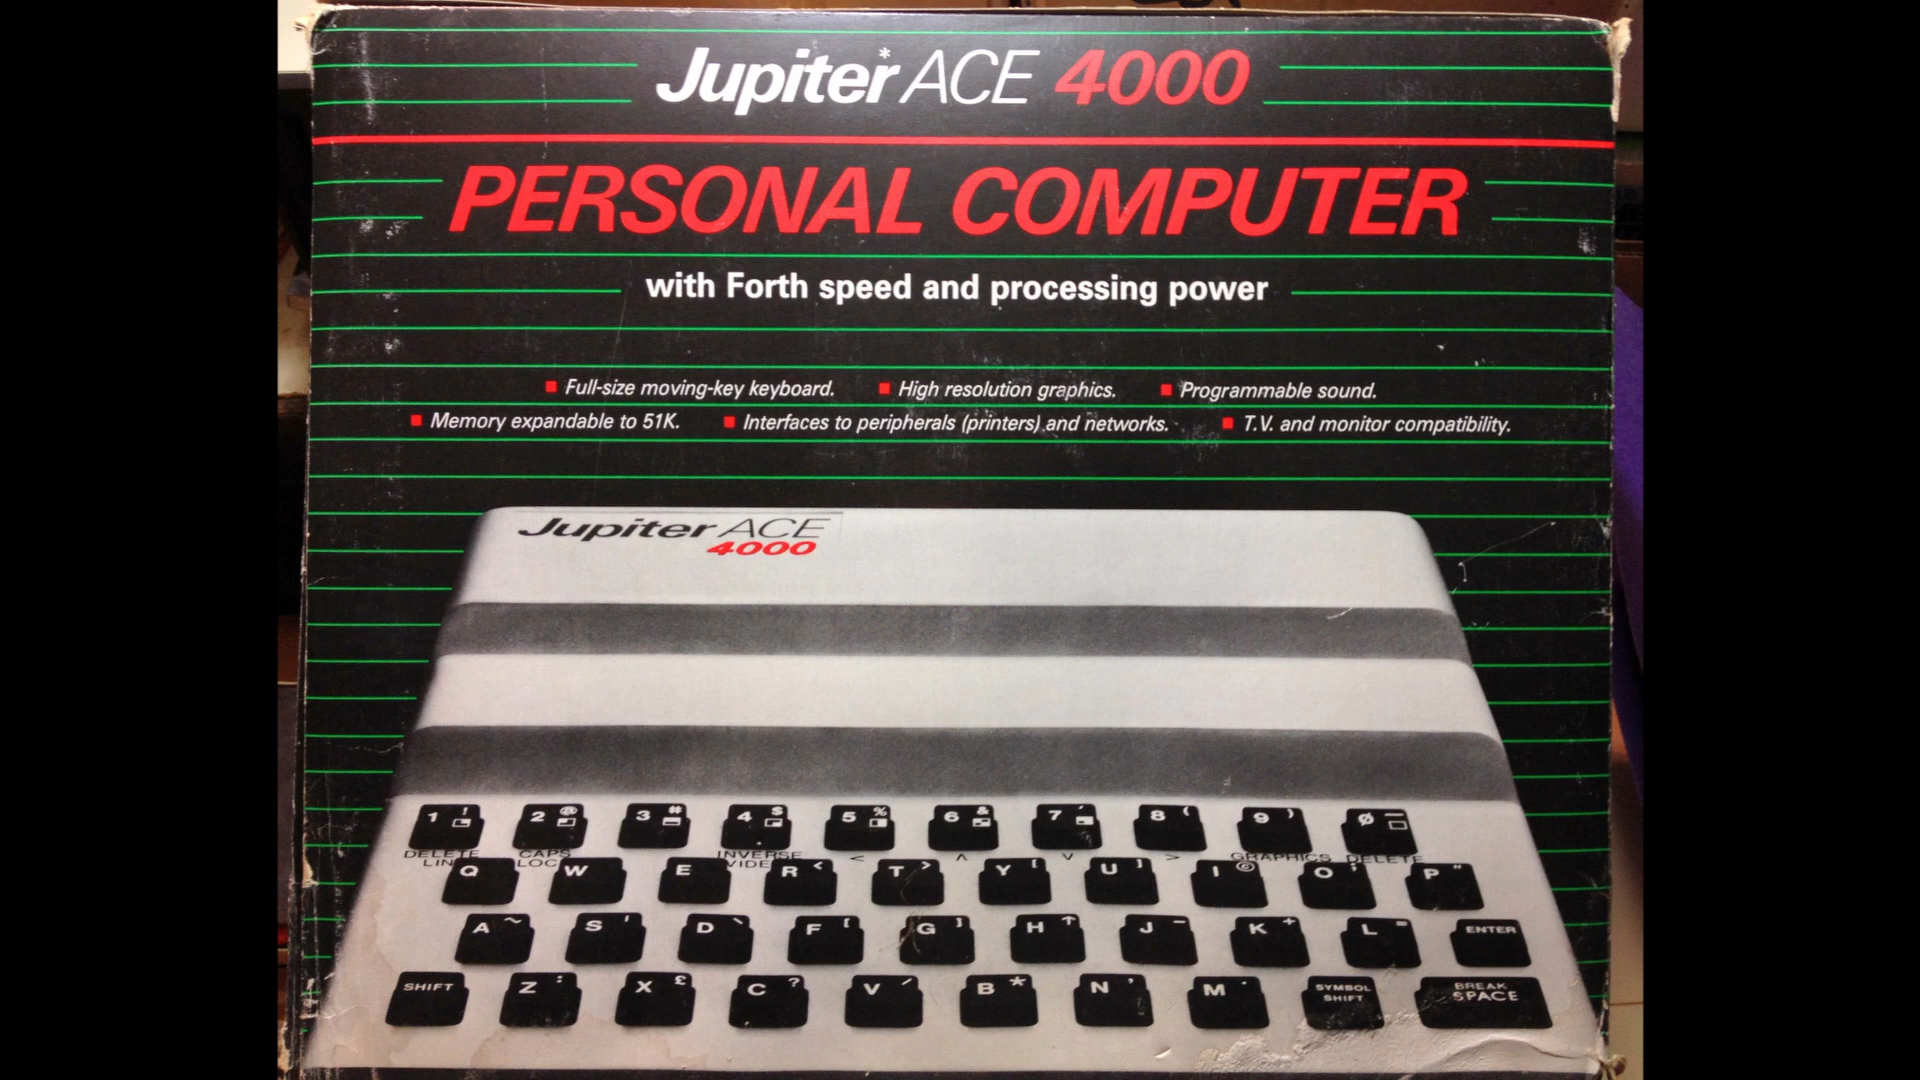 Jupiter* ACE 4000
PERSONAL COMPUTER
with Forth speed and processing power
Full-size moving-key keyboard. High resolution graphics. Programmable sound.
Memory expandable to 51K. Interfaces to peripherals (printers) and networks. T.V. and monitor compatibility.
Jupiter ACE
4000
1 ! 2 @ 3 # 4 $ 5 % 6 & 7 ' 8 ( 9 ) Ø _
DELETE CAPS INVERSE < ^ v > GRAPHICS DELETE
Q W E R < T > Y [ U ] I © O ; P "
A ~ S D F G H ↑ J - K + L = ENTER
SHIFT Z : X £ C ? V / B * N , M . SYMBOL SHIFT BREAK SPACE